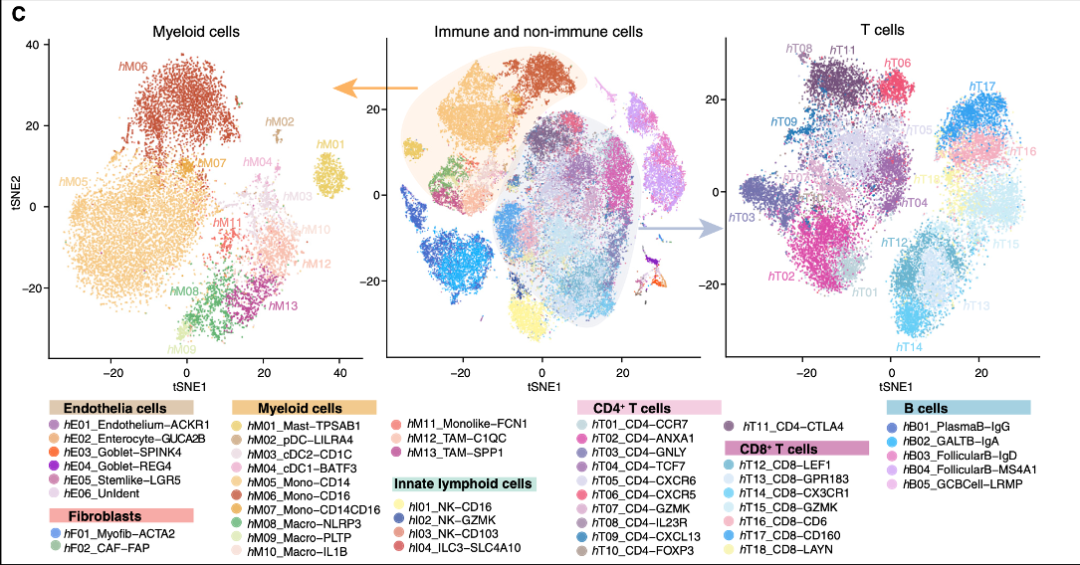 C
Myeloid cells
Immune and non-immune cells
T cells
40
20
0
−20
tSNE2
hM06
hM02
hM01
hM07
hM04
hM05
hM03
hM11
hM10
hM12
hM08
hM13
hM09
−20
0
20
40
tSNE1
20
0
−20
−20
0
20
tSNE1
20
0
−20
hT08
hT11
hT06
hT17
hT09
hT05
hT16
hT03
hT04
hT12
hT15
hT02
hT01
hT13
hT14
−20
0
20
tSNE1
Endothelia cells
hE01_Endothelium−ACKR1
hE02_Enterocyte−GUCA2B
hE03_Goblet−SPINK4
hE04_Goblet−REG4
hE05_Stemlike−LGR5
hE06_UnIdent
Fibroblasts
hF01_Myofib−ACTA2
hF02_CAF−FAP
Myeloid cells
hM01_Mast−TPSAB1
hM02_pDC−LILRA4
hM03_cDC2−CD1C
hM04_cDC1−BATF3
hM05_Mono−CD14
hM06_Mono−CD16
hM07_Mono−CD14CD16
hM08_Macro−NLRP3
hM09_Macro−PLTP
hM10_Macro−IL1B
hM11_Monolike−FCN1
hM12_TAM−C1QC
hM13_TAM−SPP1
Innate lymphoid cells
hI01_NK−CD16
hI02_NK−GZMK
hI03_NK−CD103
hI04_ILC3−SLC4A10
CD4⁺ T cells
hT01_CD4−CCR7
hT02_CD4−ANXA1
hT03_CD4−GNLY
hT04_CD4−TCF7
hT05_CD4−CXCR6
hT06_CD4−CXCR5
hT07_CD4−GZMK
hT08_CD4−IL23R
hT09_CD4−CXCL13
hT10_CD4−FOXP3
hT11_CD4−CTLA4
CD8⁺ T cells
hT12_CD8−LEF1
hT13_CD8−GPR183
hT14_CD8−CX3CR1
hT15_CD8−GZMK
hT16_CD8−CD6
hT17_CD8−CD160
hT18_CD8−LAYN
B cells
hB01_PlasmaB−IgG
hB02_GALTB−IgA
hB03_FollicularB−IgD
hB04_FollicularB−MS4A1
hB05_GCBCell−LRMP